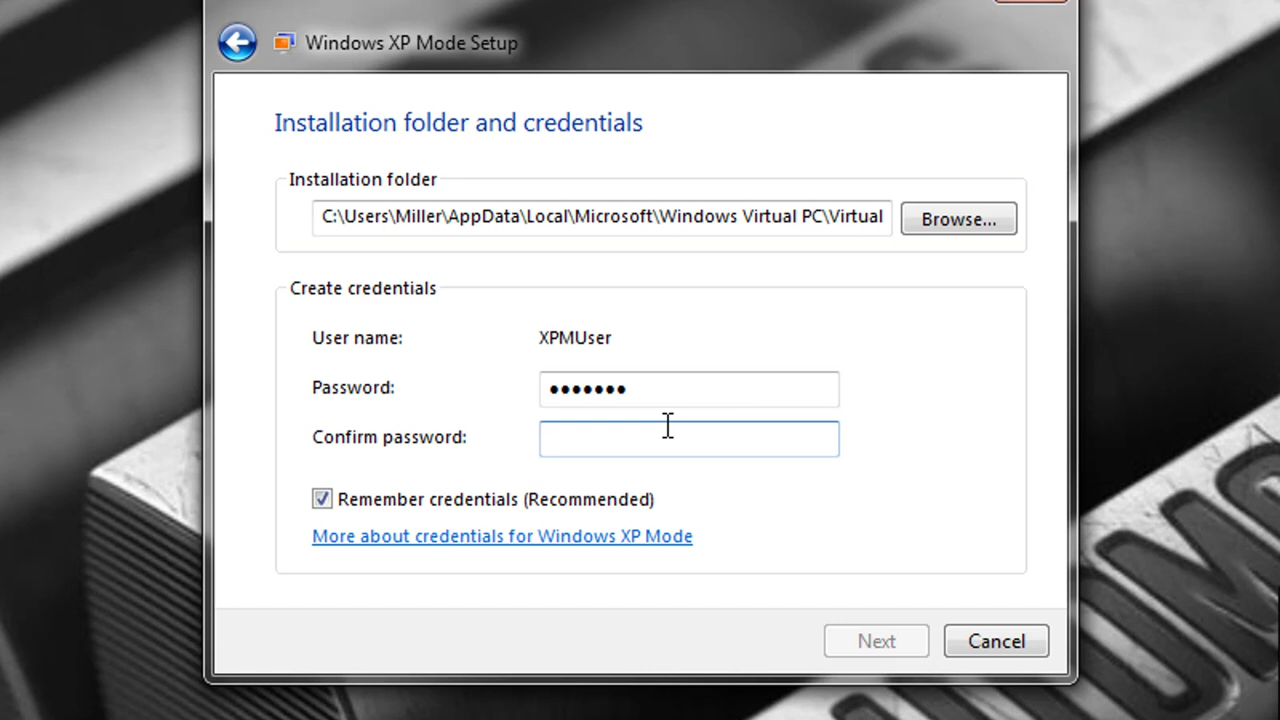 Windows XP Mode Setup
Installation folder and credentials
Installation folder
C:\Users\Miller\AppData\Local\Microsoft\Windows Virtual PC\Virtual
Browse...
Create credentials
User name: XPMUser
Password: •••••••
Confirm password:
Remember credentials (Recommended)
More about credentials for Windows XP Mode
Next
Cancel